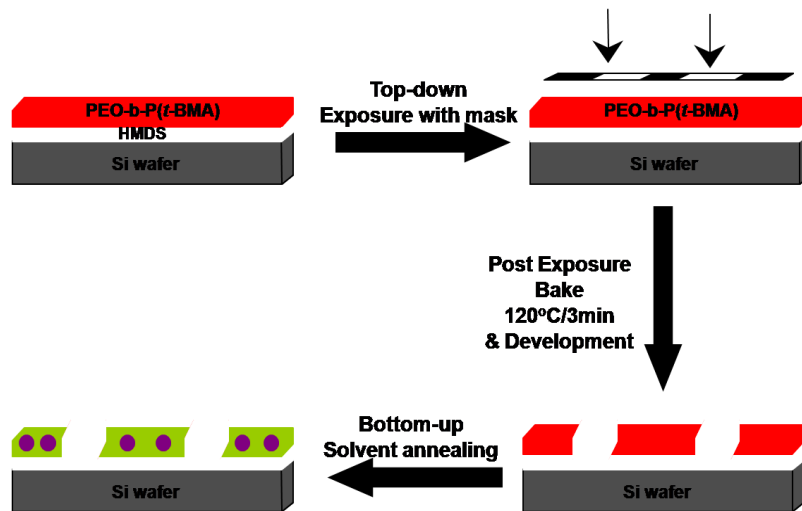 PEO-b-P(t-BMA)
HMDS
Si wafer
Top-down
Exposure with mask
PEO-b-P(t-BMA)
Si wafer
Post Exposure
Bake
120ºC/3min
& Development
Si wafer
Bottom-up
Solvent annealing
Si wafer